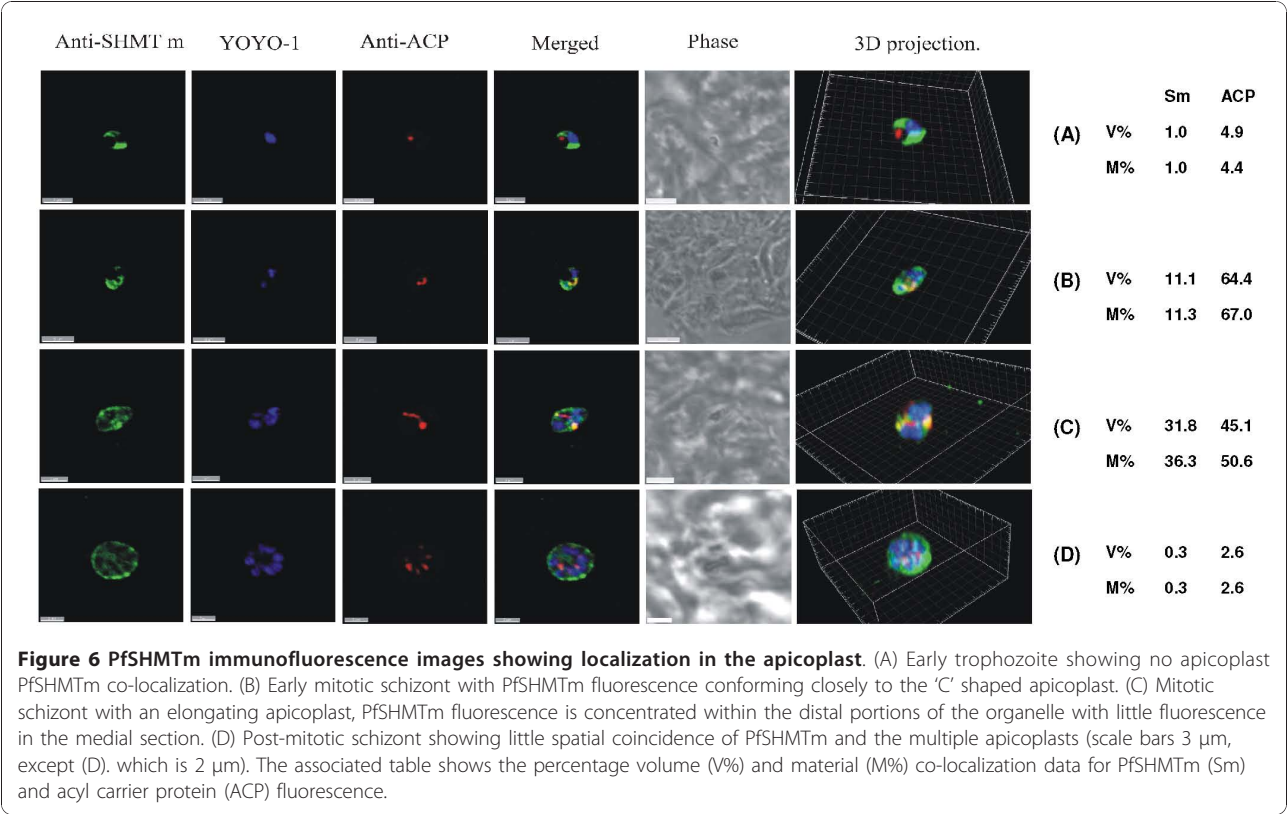 Anti-SHMT m YOYO-1 Anti-ACP Merged Phase 3D projection.
Sm ACP
(A) V% 1.0 4.9
M% 1.0 4.4
(B) V% 11.1 64.4
M% 11.3 67.0
(C) V% 31.8 45.1
M% 36.3 50.6
(D) V% 0.3 2.6
M% 0.3 2.6
Figure 6 PfSHMTm immunofluorescence images showing localization in the apicoplast. (A) Early trophozoite showing no apicoplast
PfSHMTm co-localization. (B) Early mitotic schizont with PfSHMTm fluorescence conforming closely to the ‘C’ shaped apicoplast. (C) Mitotic
schizont with an elongating apicoplast, PfSHMTm fluorescence is concentrated within the distal portions of the organelle with little fluorescence
in the medial section. (D) Post-mitotic schizont showing little spatial coincidence of PfSHMTm and the multiple apicoplasts (scale bars 3 μm,
except (D). which is 2 μm). The associated table shows the percentage volume (V%) and material (M%) co-localization data for PfSHMTm (Sm)
and acyl carrier protein (ACP) fluorescence.